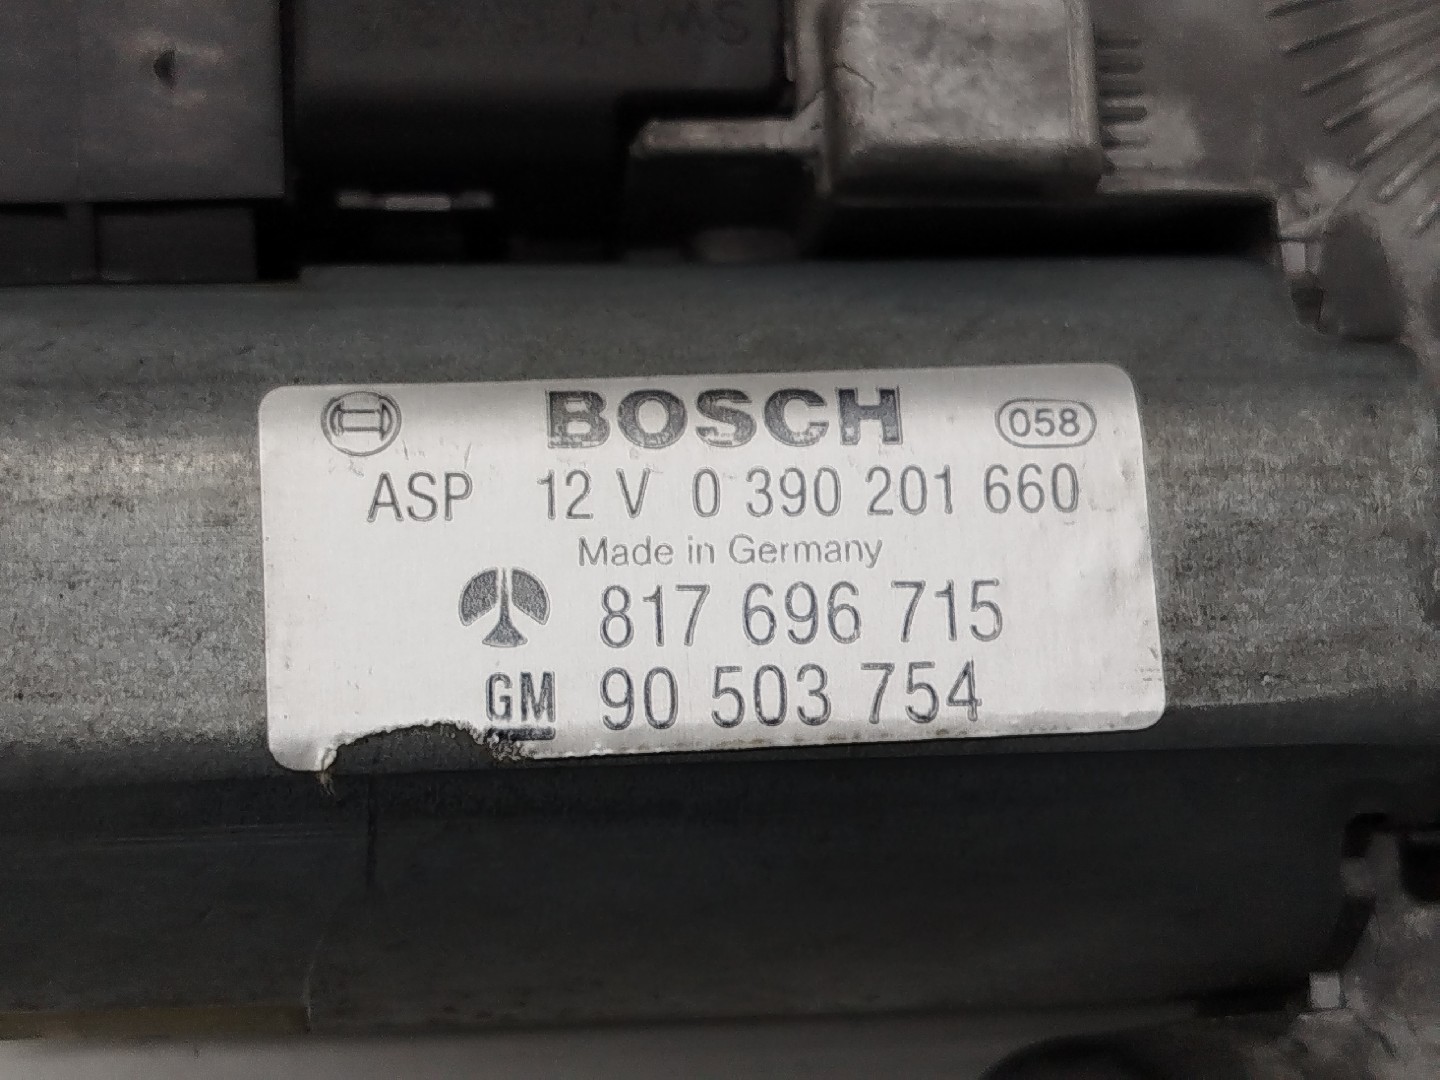 BOSCH 058
ASP 12 V 0 390 201 660
Made in Germany
817 696 715
GM 90 503 754